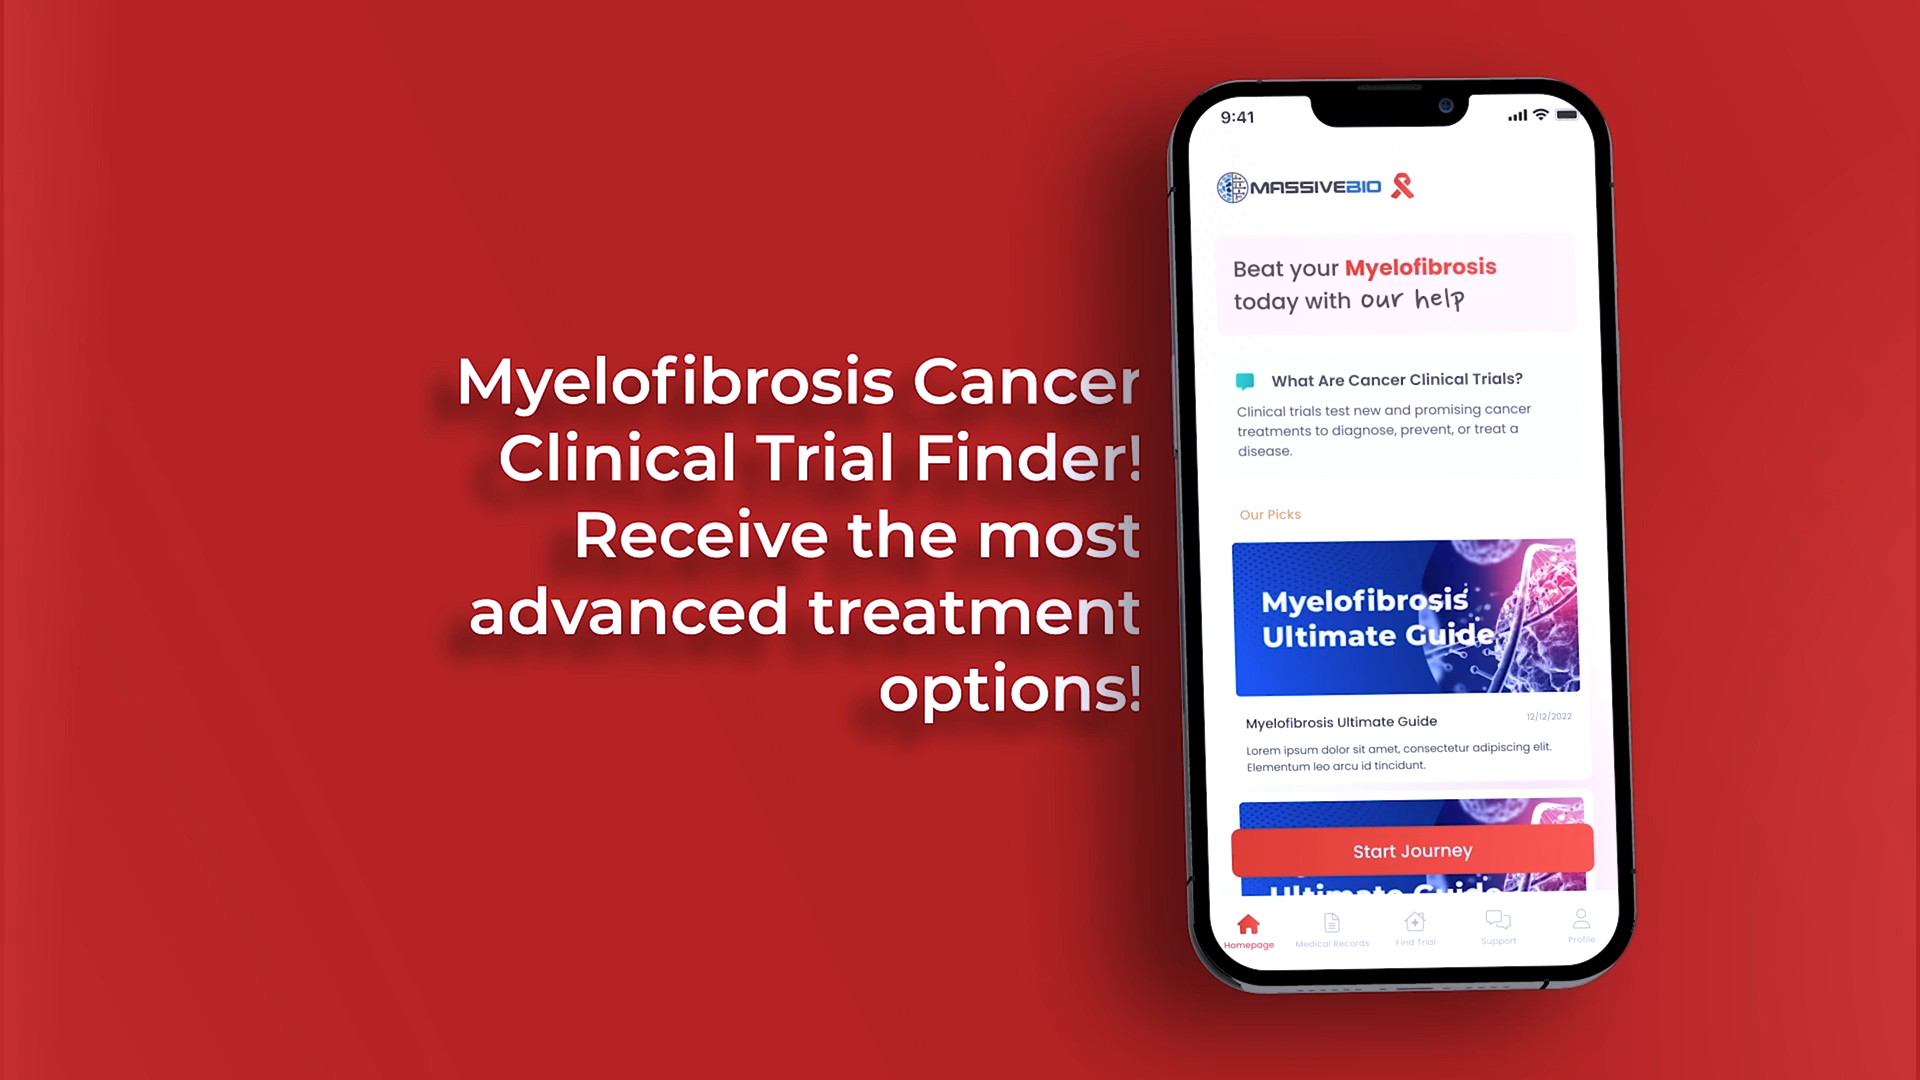 Myelofibrosis Cancer
Clinical Trial Finder!
Receive the most
advanced treatment
options!
9:41
MASSIVEBIO
Beat your Myelofibrosis
today with our help
What Are Cancer Clinical Trials?
Clinical trials test new and promising cancer
treatments to diagnose, prevent, or treat a
disease.
Our Picks
Myelofibrosis
Ultimate Guide
Myelofibrosis Ultimate Guide 12/12/2022
Lorem ipsum dolor sit amet, consectetur adipiscing elit.
Elementum leo arcu id tincidunt.
Start Journey
Ultimate Guide
Homepage Medical Records Find Trial Support Profile